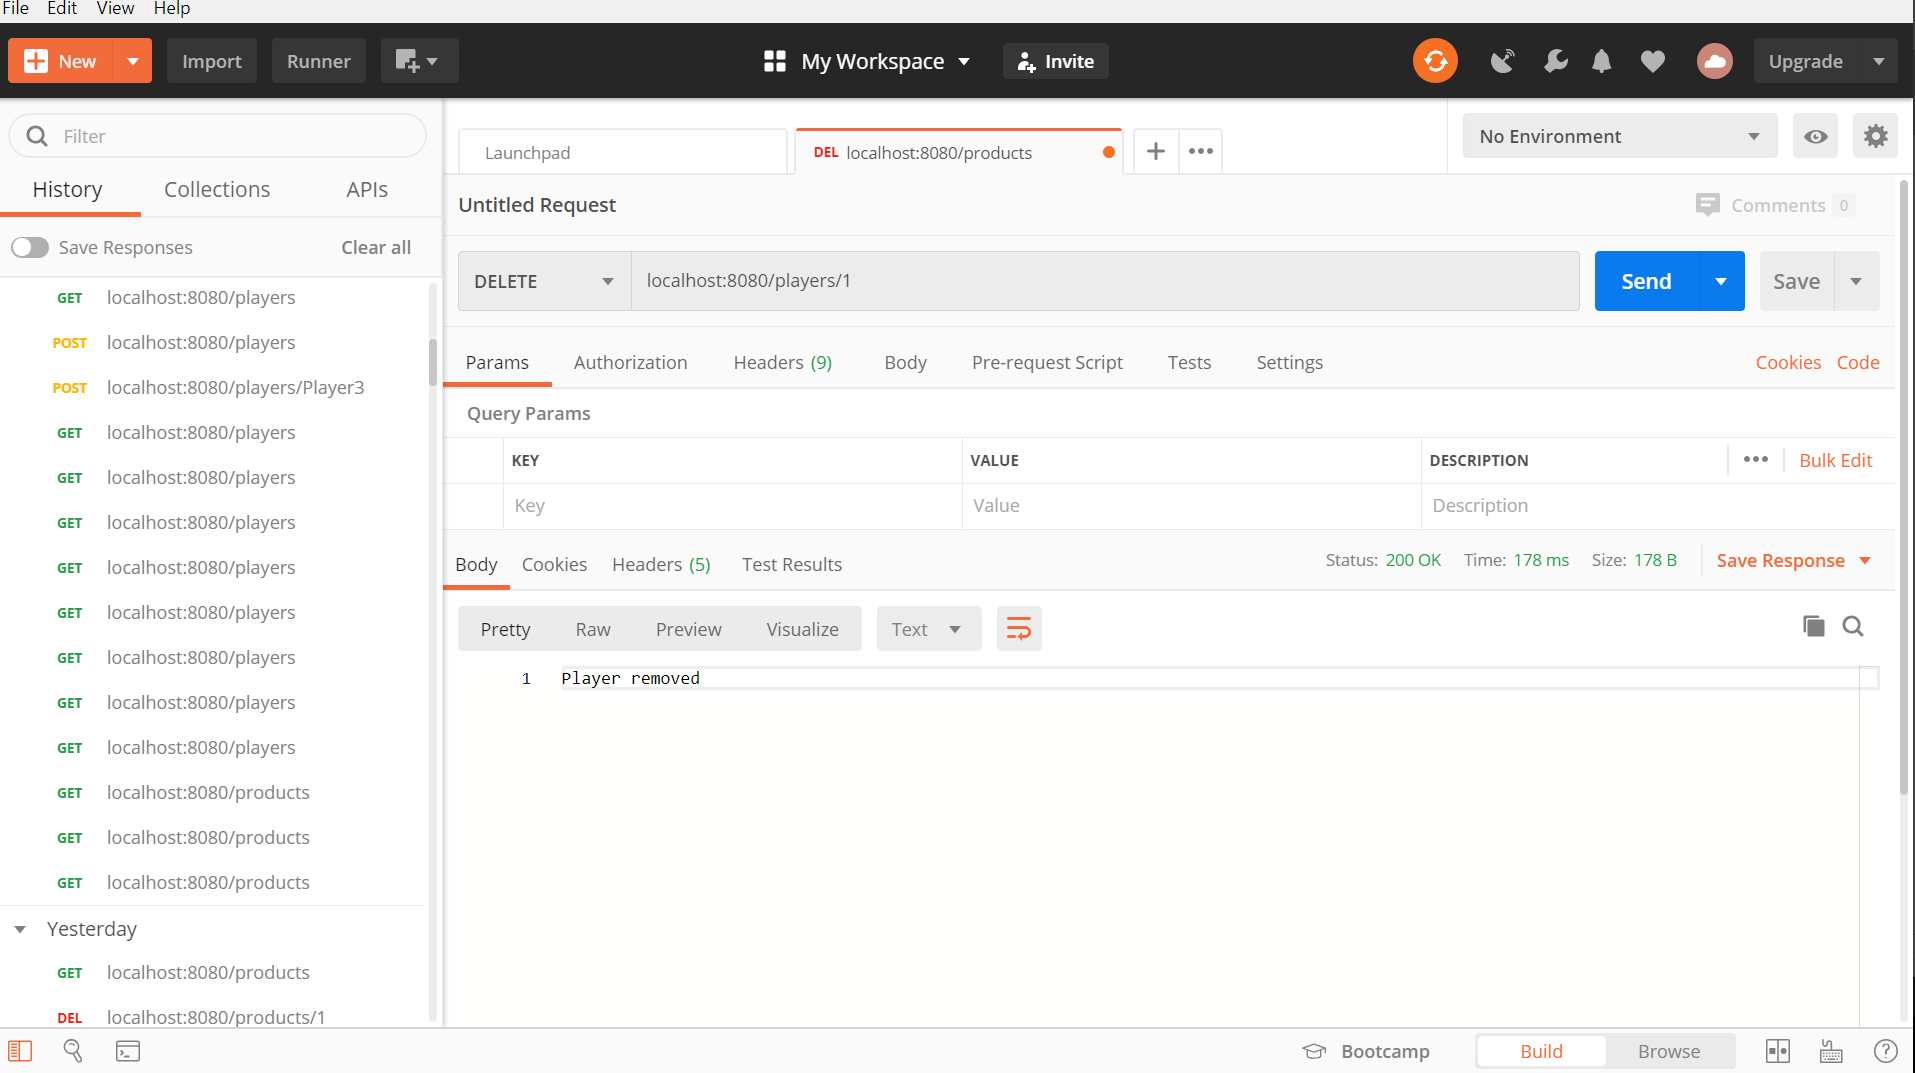 File Edit View Help
New Import Runner My Workspace Invite Upgrade
Filter
History Collections APIs
Save Responses Clear all
GET localhost:8080/players
POST localhost:8080/players
POST localhost:8080/players/Player3
GET localhost:8080/players
GET localhost:8080/players
GET localhost:8080/players
GET localhost:8080/players
GET localhost:8080/players
GET localhost:8080/players
GET localhost:8080/players
GET localhost:8080/players
GET localhost:8080/products
GET localhost:8080/products
GET localhost:8080/products
Yesterday
GET localhost:8080/products
DEL localhost:8080/products/1
Launchpad DEL localhost:8080/products
No Environment
Untitled Request Comments 0
DELETE localhost:8080/players/1 Send Save
Params Authorization Headers (9) Body Pre-request Script Tests Settings Cookies Code
Query Params
KEY VALUE DESCRIPTION Bulk Edit
Key Value Description
Body Cookies Headers (5) Test Results Status: 200 OK Time: 178 ms Size: 178 B Save Response
Pretty Raw Preview Visualize Text
1 Player removed
Bootcamp Build Browse